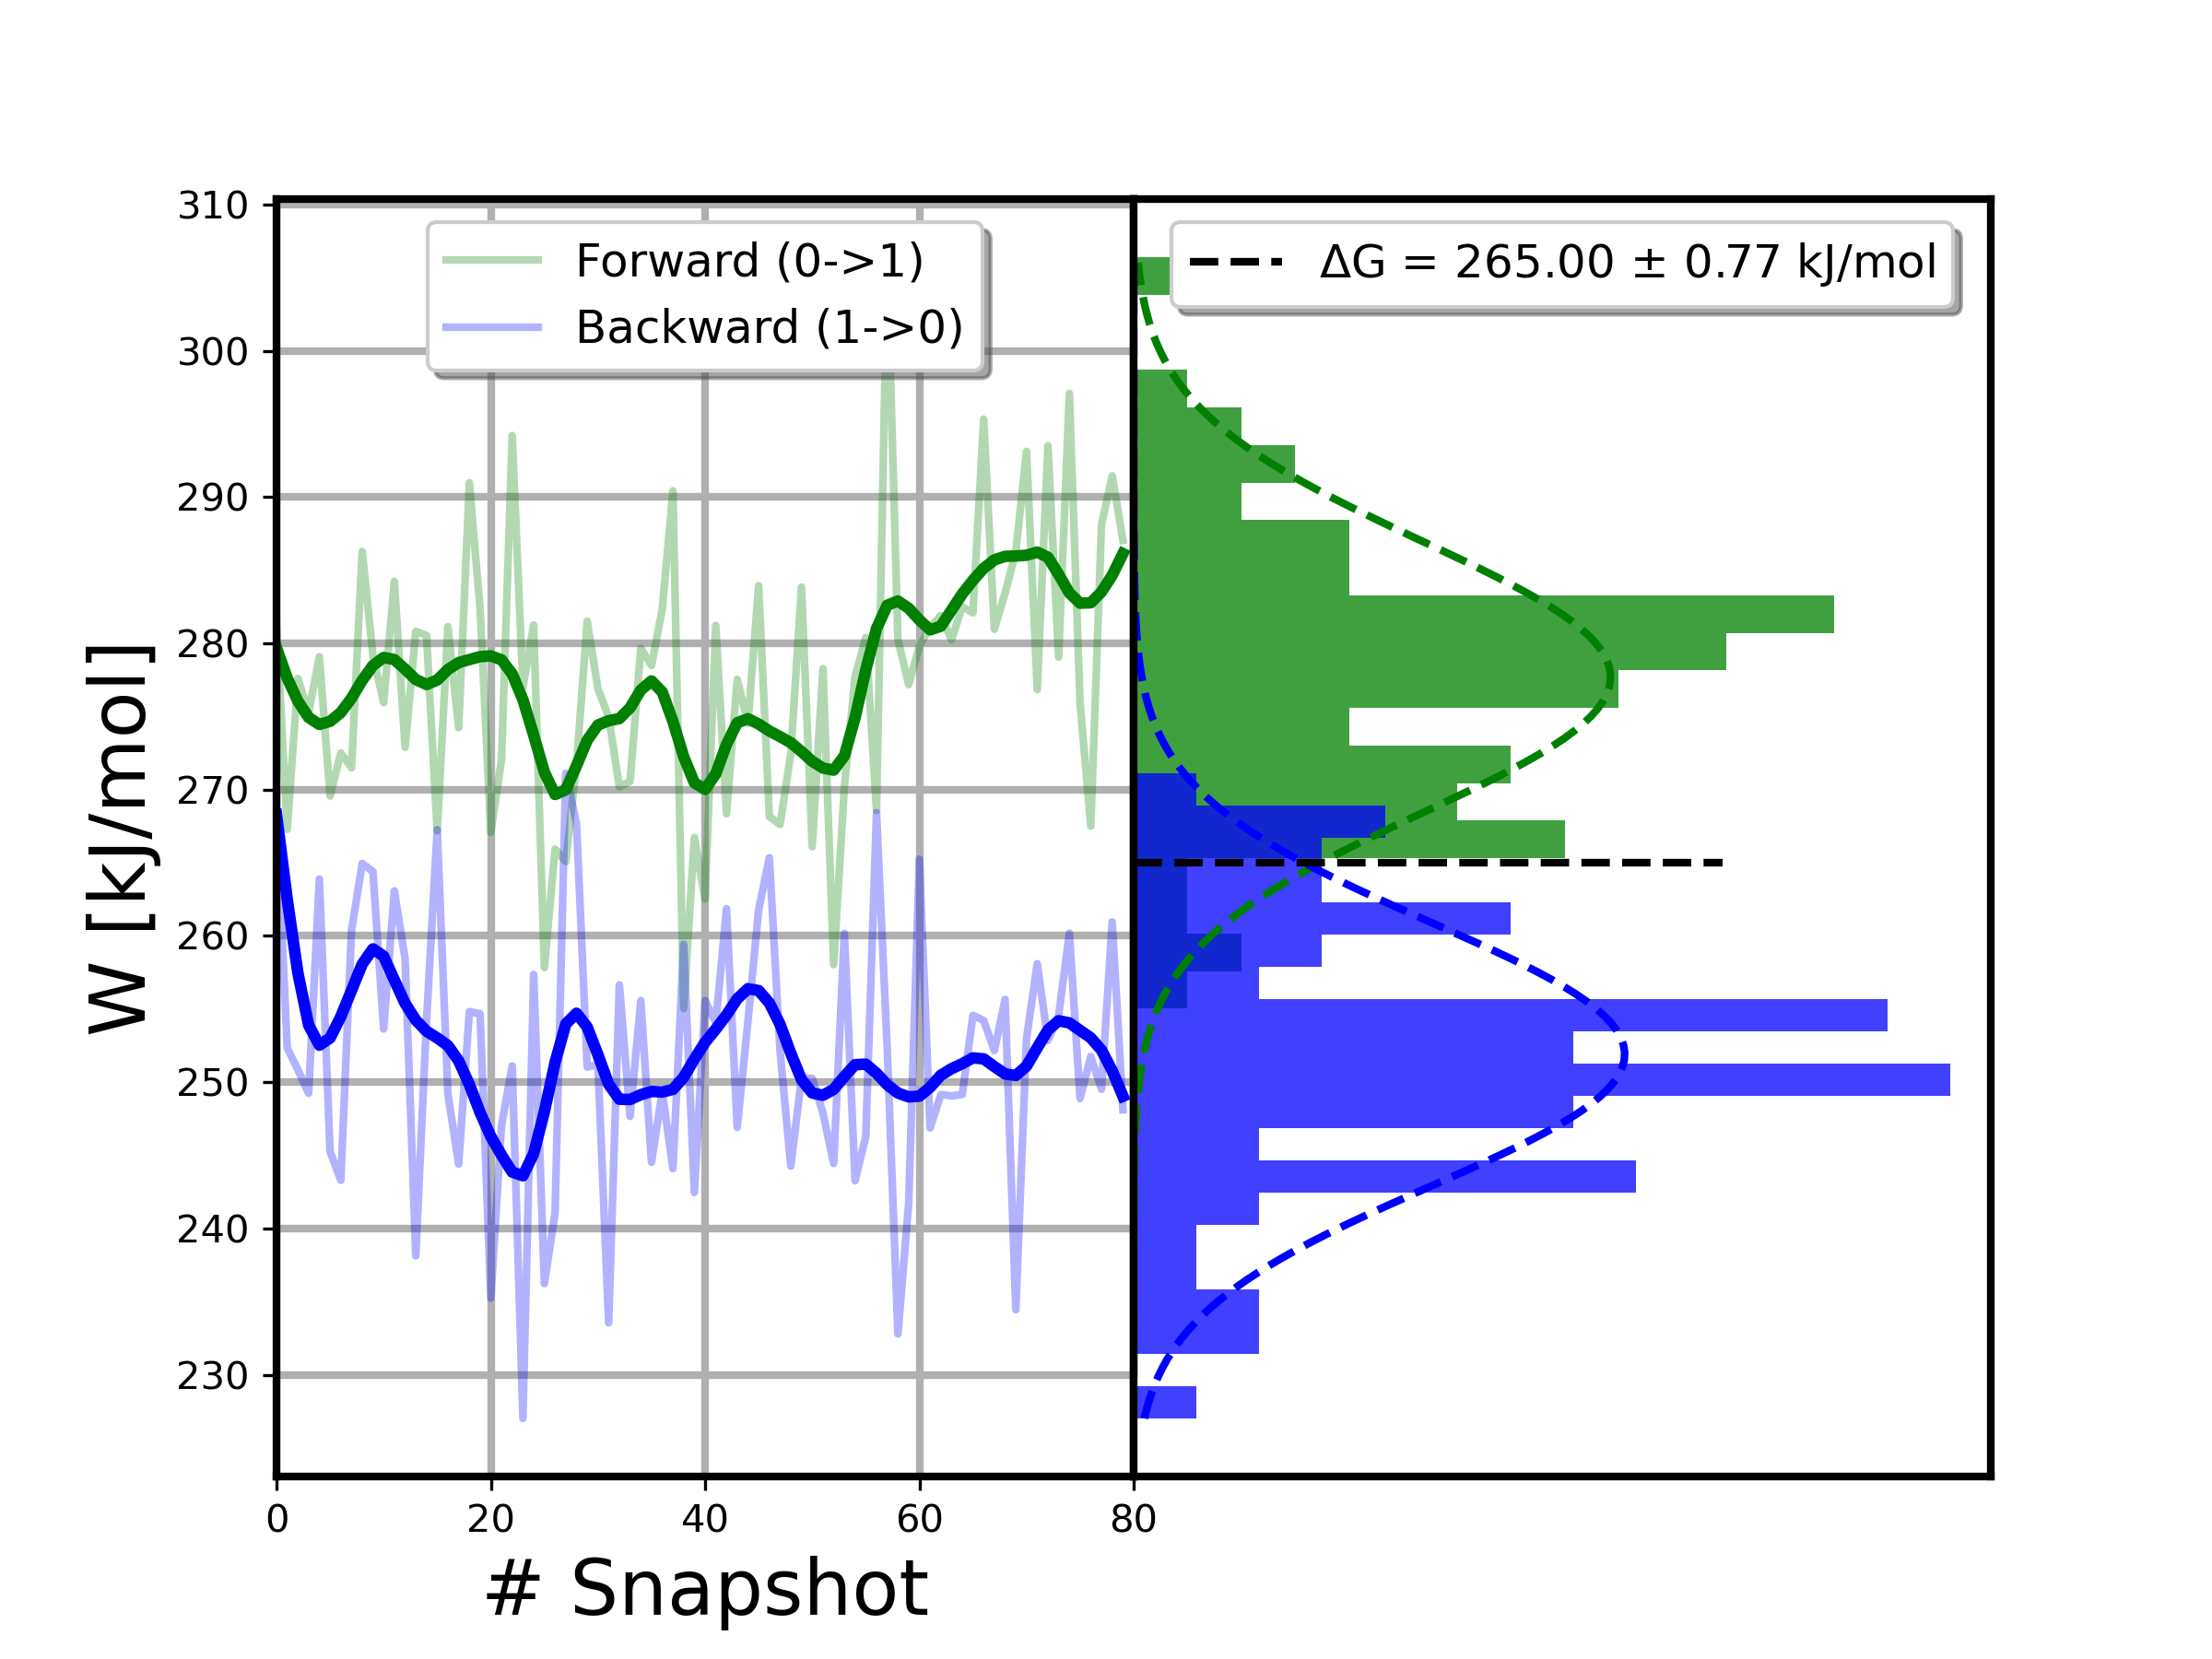 Forward (0->1)
Backward (1->0)
ΔG = 265.00 ± 0.77 kJ/mol
W [kJ/mol]
310
300
290
280
270
260
250
240
230
0 20 40 60 80
# Snapshot